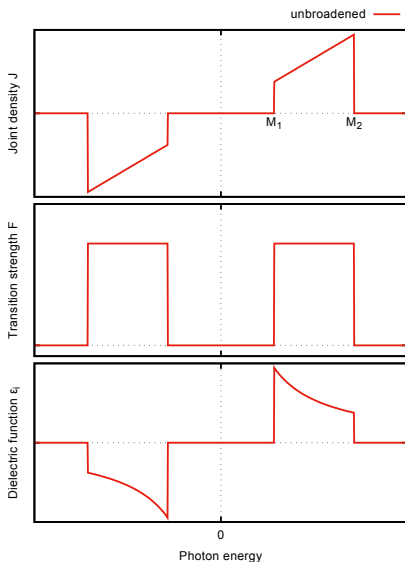 unbroadened
Joint density J
M₁ M₂
Transition strength F
Dielectric function εᵢ
0
Photon energy